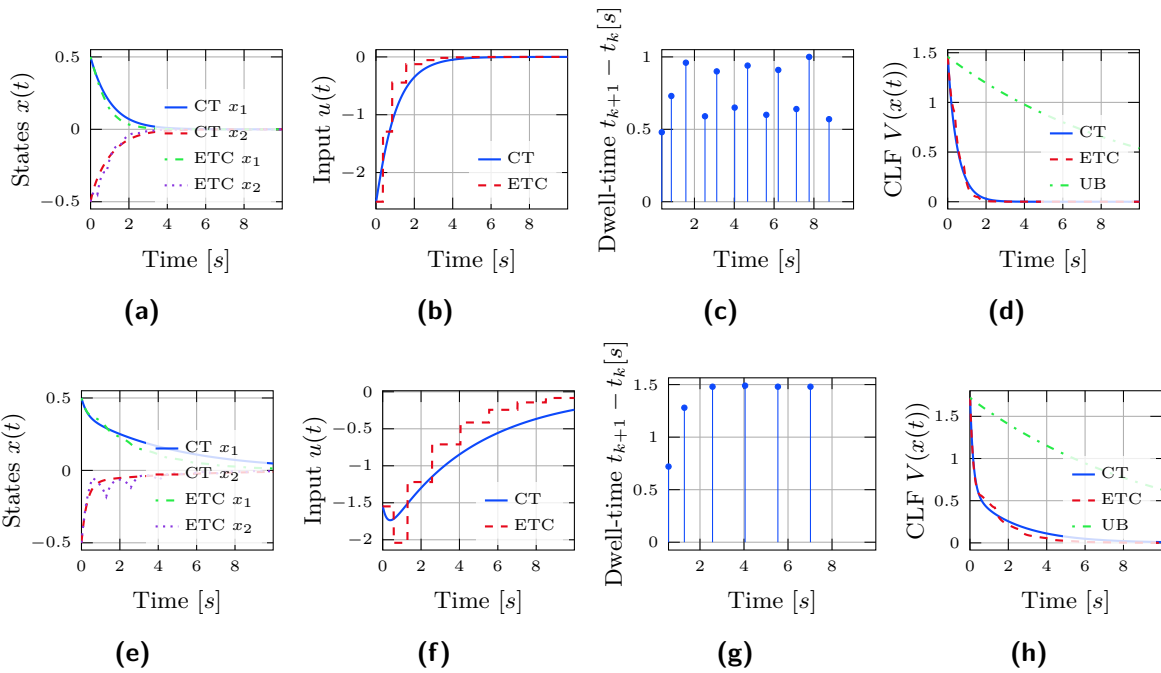 States x(t)
0.5
0
−0.5
CT x₁
CT x₂
ETC x₁
ETC x₂
0 2 4 6 8
Time [s]
(a)
Input u(t)
0
−1
−2
CT
ETC
0 2 4 6 8
Time [s]
(b)
Dwell-time tₖ₊₁ − tₖ[s]
1
0.5
0
2 4 6 8
Time [s]
(c)
CLF V(x(t))
1.5
1
0.5
0
CT
ETC
UB
0 2 4 6 8
Time [s]
(d)
States x(t)
0.5
0
−0.5
CT x₁
CT x₂
ETC x₁
ETC x₂
0 2 4 6 8
Time [s]
(e)
Input u(t)
0
−0.5
−1
−1.5
−2
CT
ETC
0 2 4 6 8
Time [s]
(f)
Dwell-time tₖ₊₁ − tₖ[s]
1.5
1
0.5
0
2 4 6 8
Time [s]
(g)
CLF V(x(t))
1.5
1
0.5
0
CT
ETC
UB
0 2 4 6 8
Time [s]
(h)